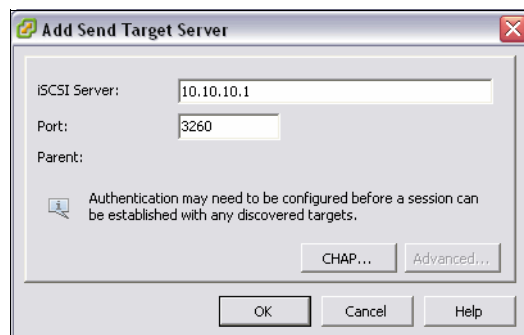 Add Send Target Server
iSCSI Server: 10.10.10.1
Port: 3260
Parent:
Authentication may need to be configured before a session can
be established with any discovered targets.
CHAP... Advanced...
OK Cancel Help